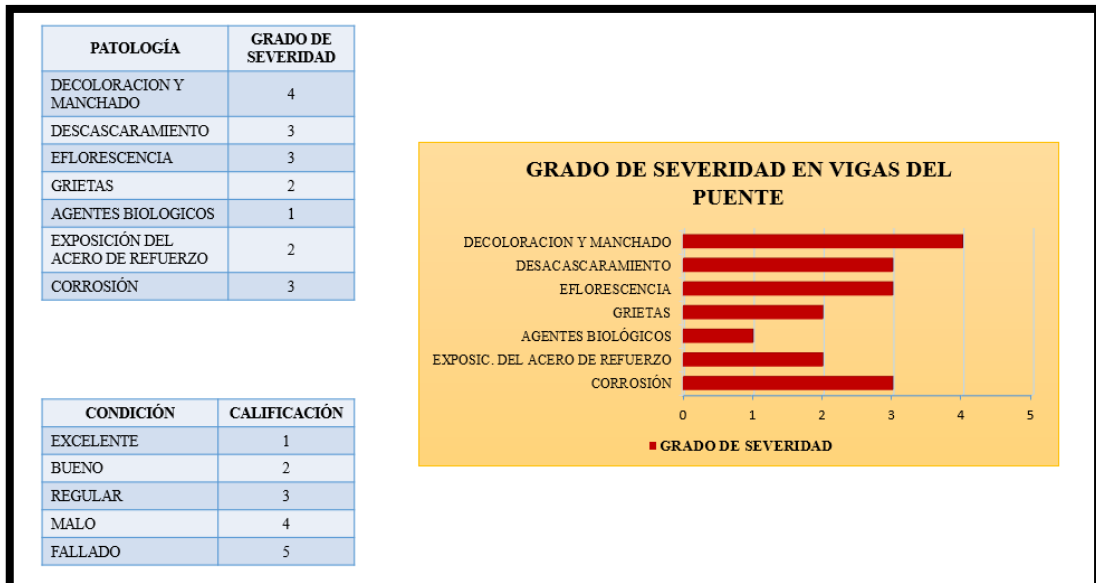 PATOLOGÍA
GRADO DE
SEVERIDAD
DECOLORACION Y
MANCHADO
4
DESCASCARAMIENTO
3
EFLORESCENCIA
3
GRIETAS
2
AGENTES BIOLOGICOS
1
EXPOSICIÓN DEL
ACERO DE REFUERZO
2
CORROSIÓN
3
CONDICIÓN
CALIFICACIÓN
EXCELENTE
1
BUENO
2
REGULAR
3
MALO
4
FALLADO
5
GRADO DE SEVERIDAD EN VIGAS DEL
PUENTE
DECOLORACION Y MANCHADO
DESACASCARAMIENTO
EFLORESCENCIA
GRIETAS
AGENTES BIOLÓGICOS
EXPOSIC. DEL ACERO DE REFUERZO
CORROSIÓN
0 1 2 3 4 5
GRADO DE SEVERIDAD